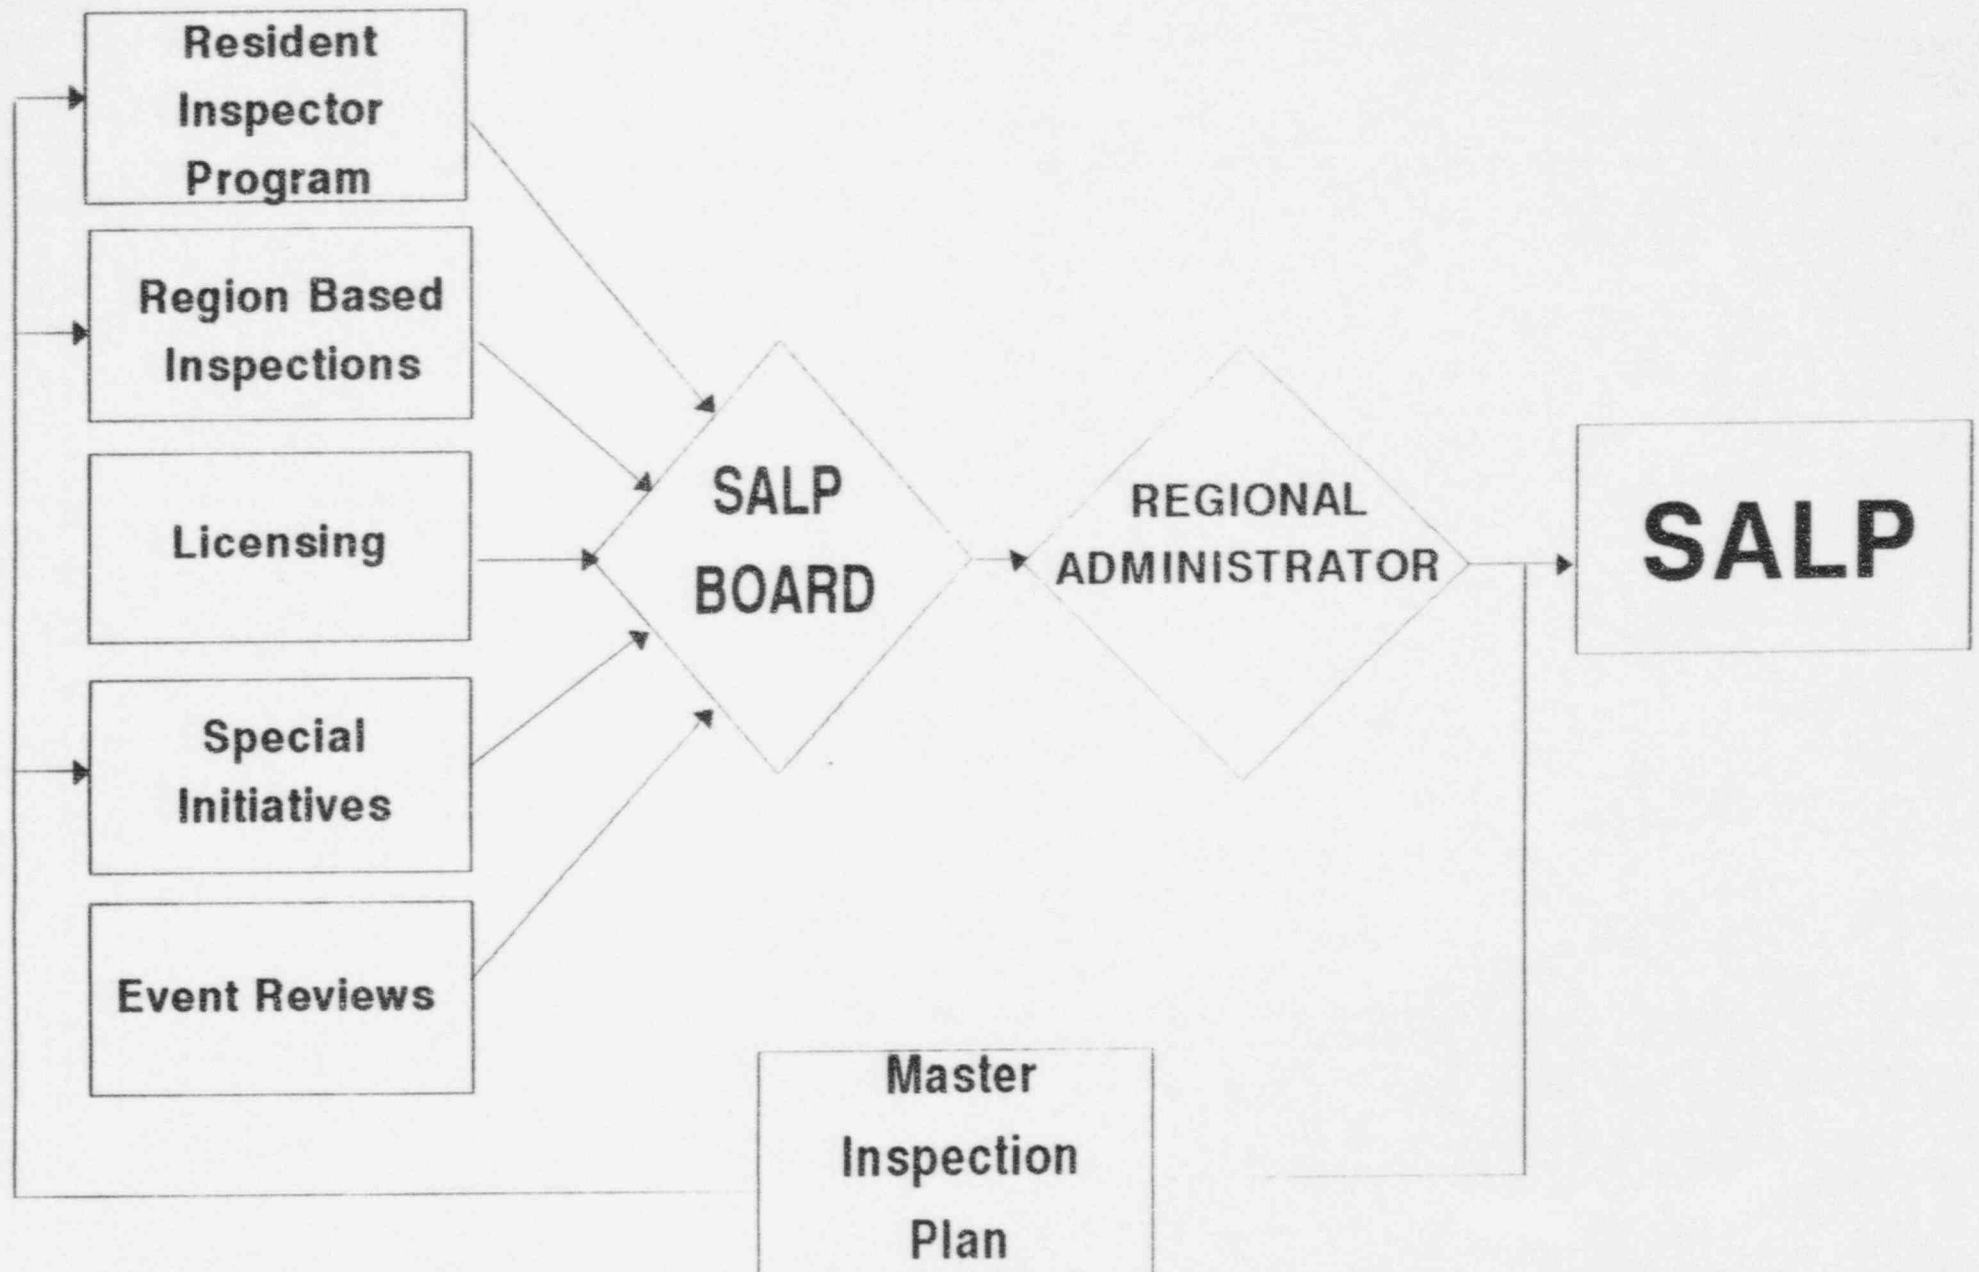 Resident
Inspector
Program
Region Based
Inspections
Licensing
Special
Initiatives
Event Reviews
SALP
BOARD
REGIONAL
ADMINISTRATOR
SALP
Master
Inspection
Plan